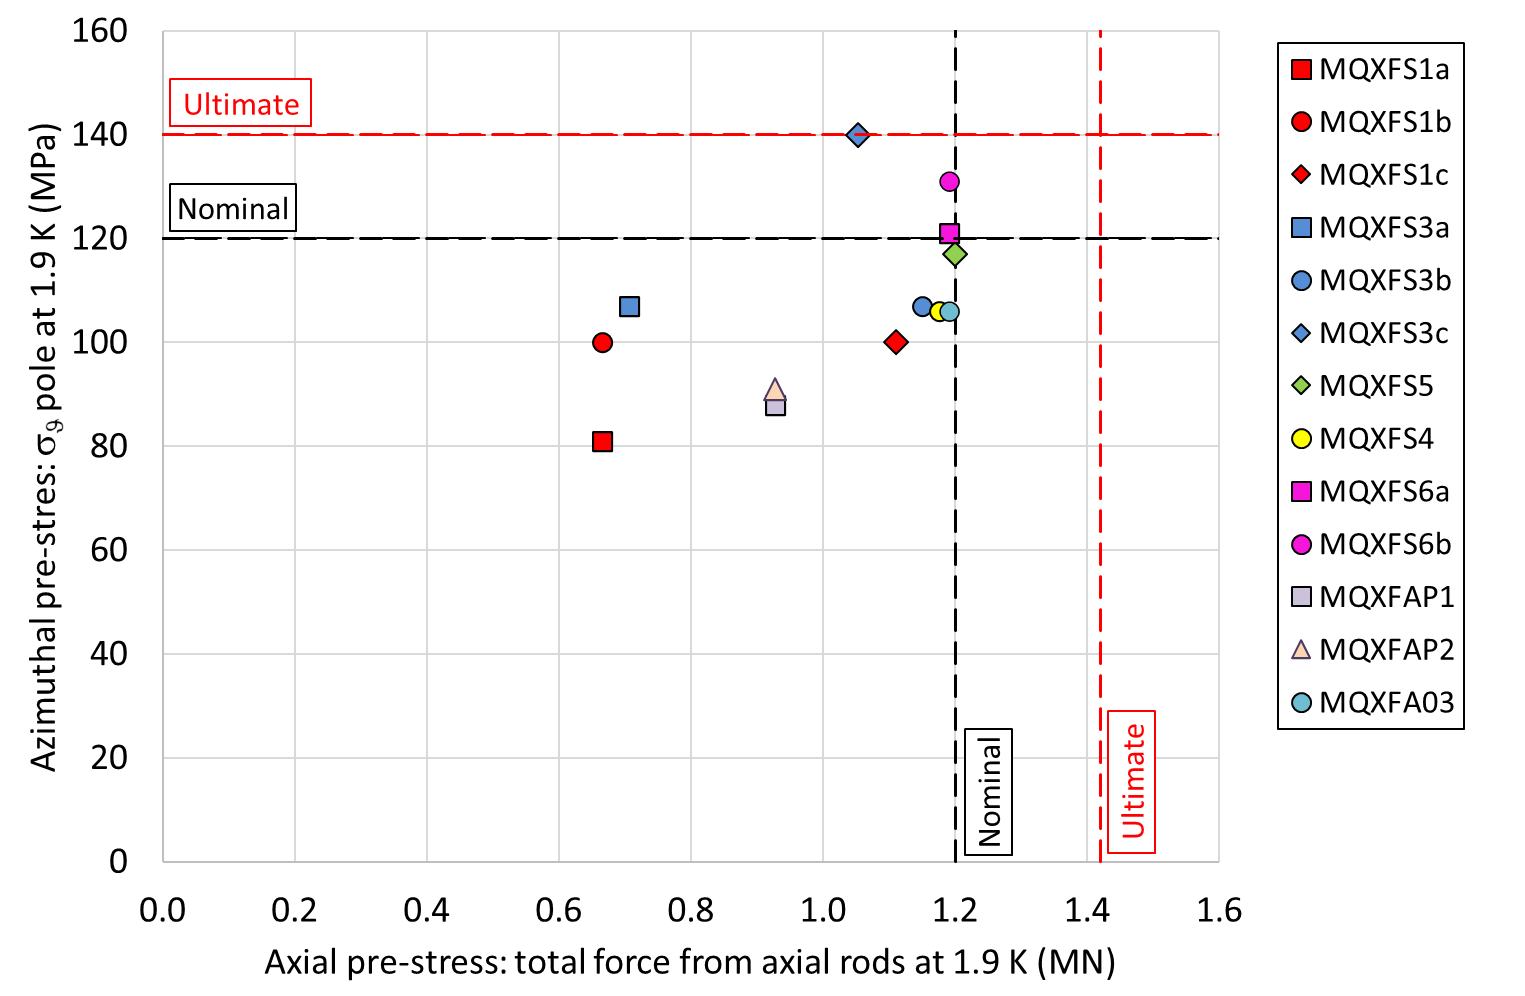 160
140
120
100
80
60
40
20
0
Azimuthal pre-stres: σϑ pole at 1.9 K (MPa)
Ultimate
Nominal
Nominal
Ultimate
0.0 0.2 0.4 0.6 0.8 1.0 1.2 1.4 1.6
Axial pre-stress: total force from axial rods at 1.9 K (MN)
MQXFS1a
MQXFS1b
MQXFS1c
MQXFS3a
MQXFS3b
MQXFS3c
MQXFS5
MQXFS4
MQXFS6a
MQXFS6b
MQXFAP1
MQXFAP2
MQXFA03